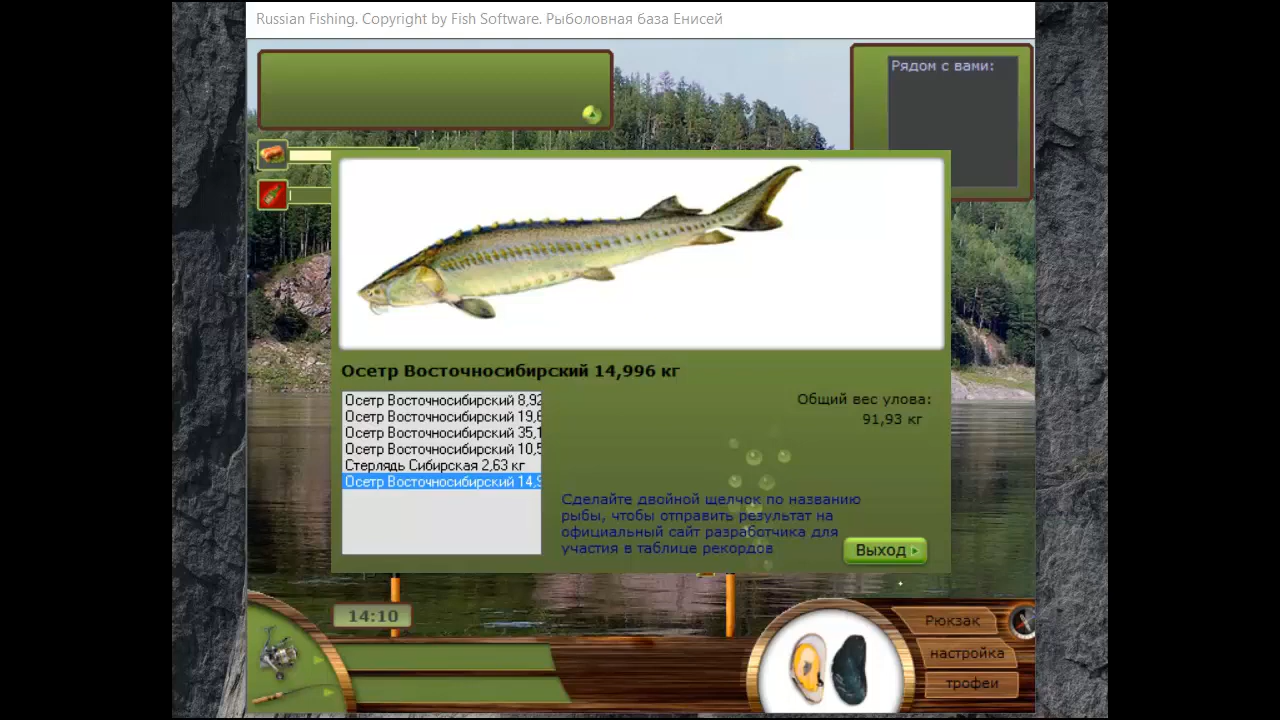 Russian Fishing. Copyright by Fish Software. Рыболовная база Енисей
Рядом с вами:
Осетр Восточносибирский 14,996 кг
Осетр Восточносибирский 8,92
Осетр Восточносибирский 19,6
Осетр Восточносибирский 35,1
Осетр Восточносибирский 10,5
Стерлядь Сибирская 2,63 кг
Осетр Восточносибирский 14,9
Общий вес улова:
91,93 кг
Сделайте двойной щелчок по названию
рыбы, чтобы отправить результат на
официальный сайт разработчика для
участия в таблице рекордов
Выход
14:10
Рюкзак
настройка
трофеи